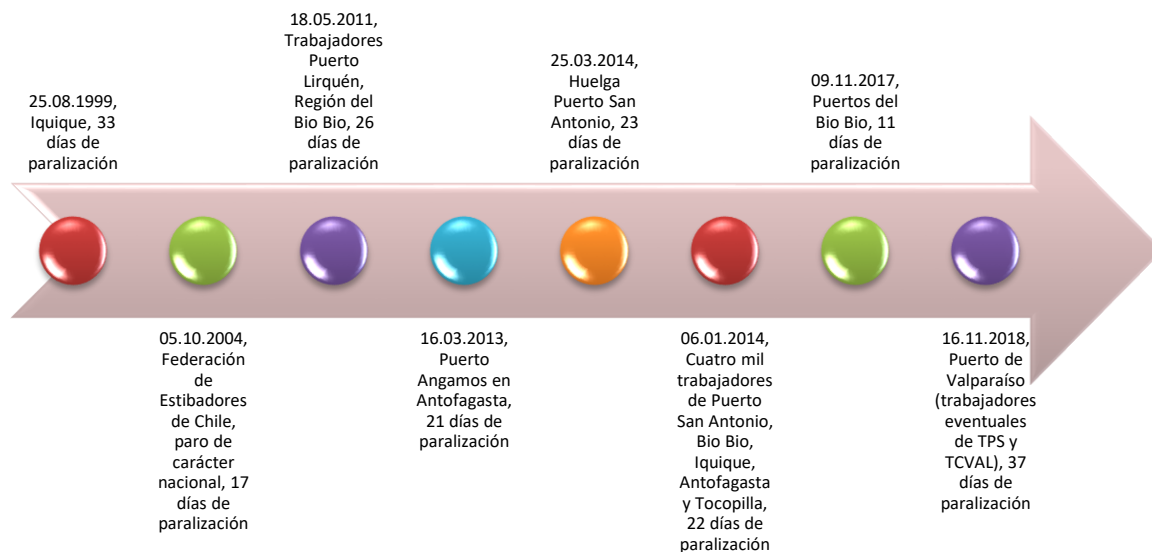 25.08.1999,
Iquique, 33
días de
paralización
05.10.2004,
Federación
de
Estibadores
de Chile,
paro de
carácter
nacional, 17
días de
paralización
18.05.2011,
Trabajadores
Puerto
Lirquén,
Región del
Bio Bio, 26
días de
paralización
16.03.2013,
Puerto
Angamos en
Antofagasta,
21 días de
paralización
25.03.2014,
Huelga
Puerto San
Antonio, 23
días de
paralización
06.01.2014,
Cuatro mil
trabajadores
de Puerto
San Antonio,
Bio Bio,
Iquique,
Antofagasta
y Tocopilla,
22 días de
paralización
09.11.2017,
Puertos del
Bio Bio, 11
días de
paralización
16.11.2018,
Puerto de
Valparaíso
(trabajadores
eventuales
de TPS y
TCVAL), 37
días de
paralización